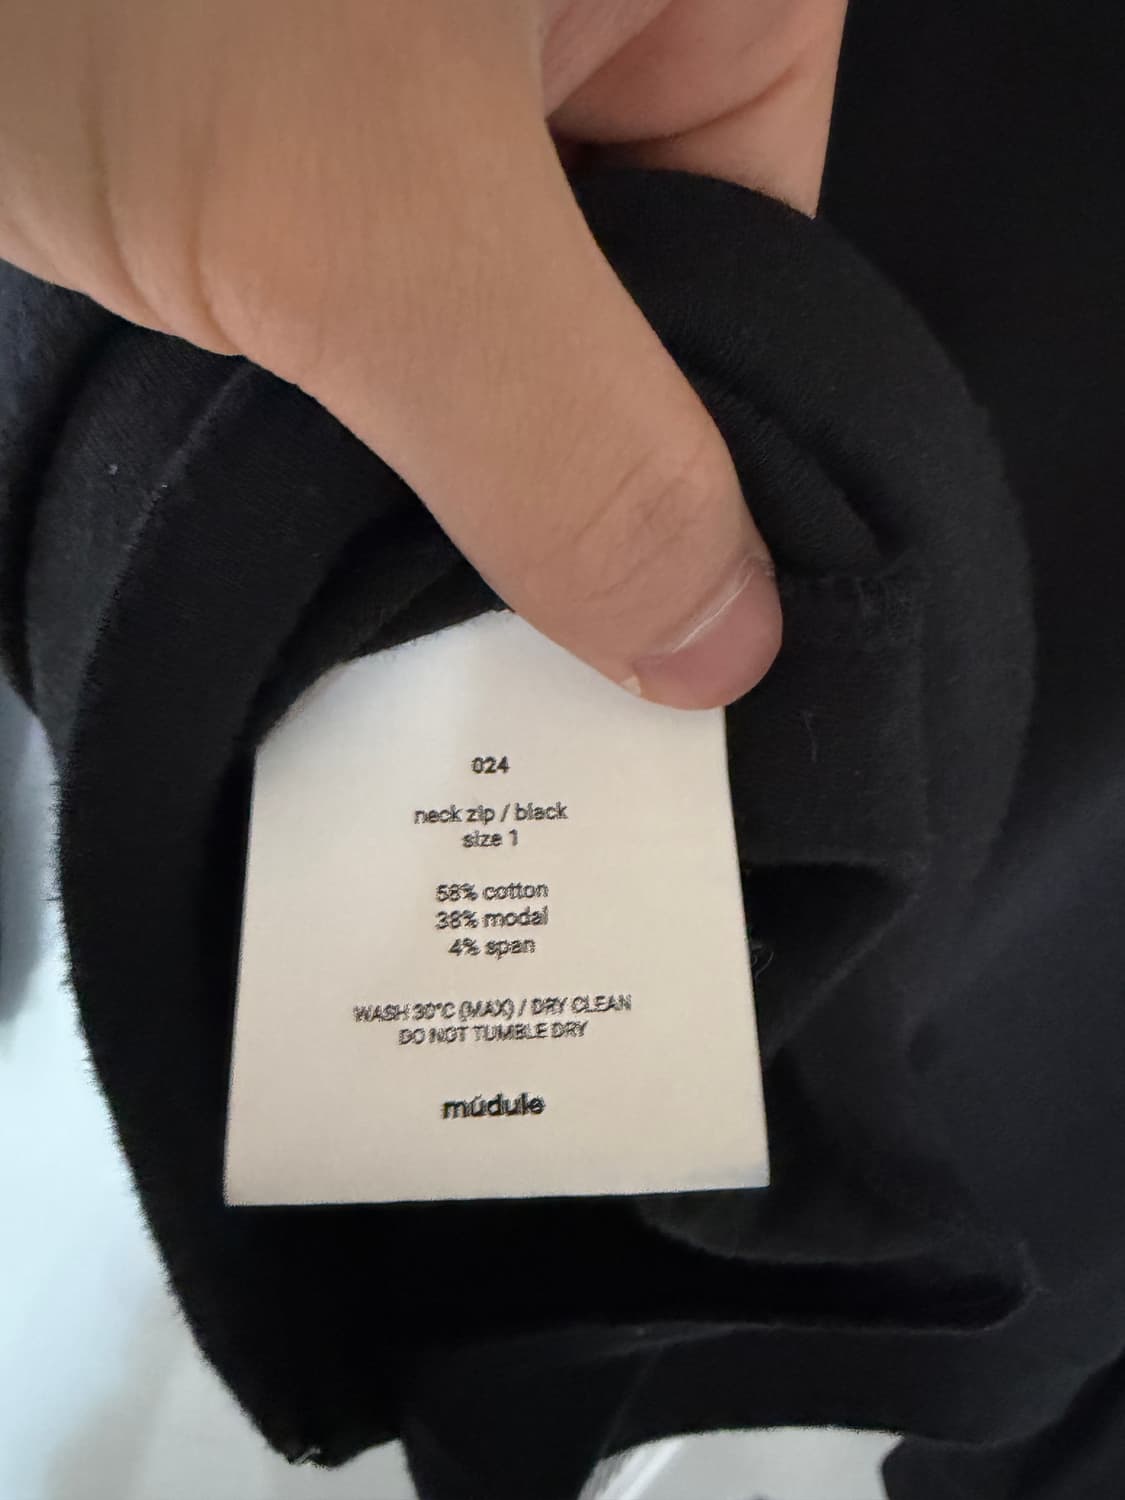 024
neck zip / black
size 1
58% cotton
38% modal
4% span
WASH 30°C (MAX) / DRY CLEAN
DO NOT TUMBLE DRY
múdule